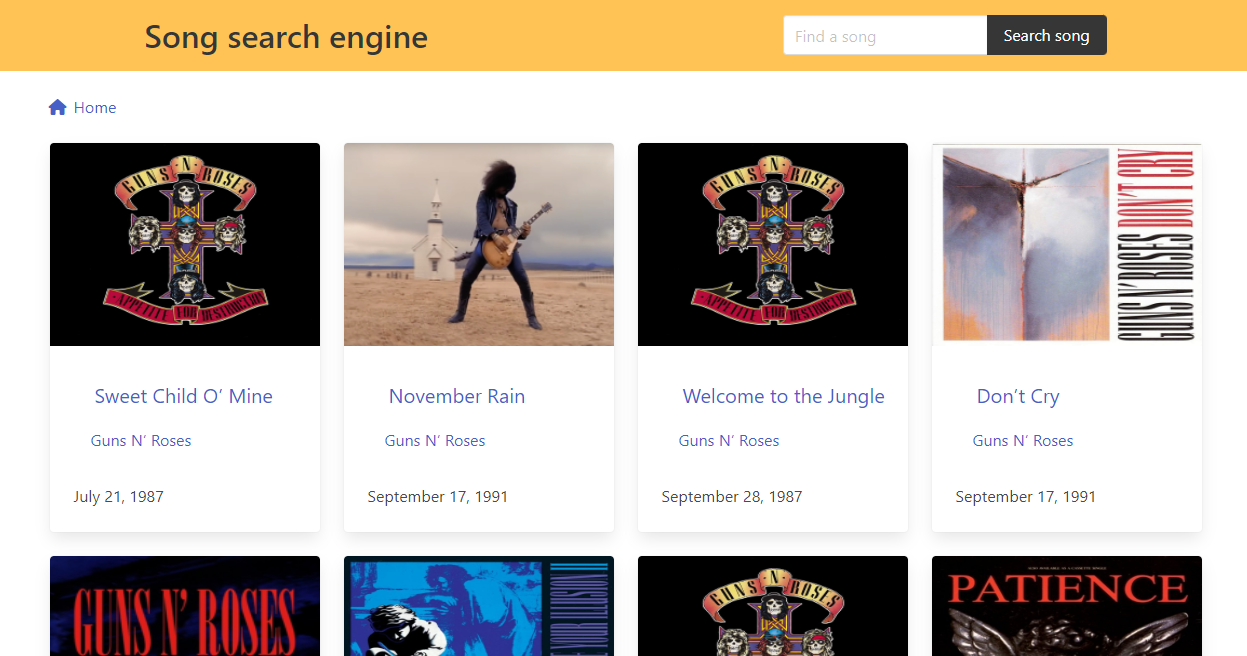 Song search engine
Find a song
Search song
Home
GUNS N' ROSES
APPETITE FOR DESTRUCTION
GUNS N' ROSES
APPETITE FOR DESTRUCTION
GUNS N' ROSES DON'T CRY
Sweet Child O’ Mine
November Rain
Welcome to the Jungle
Don’t Cry
Guns N’ Roses
Guns N’ Roses
Guns N’ Roses
Guns N’ Roses
July 21, 1987
September 17, 1991
September 28, 1987
September 17, 1991
GUNS N' ROSES
GUNS N' ROSES
PATIENCE